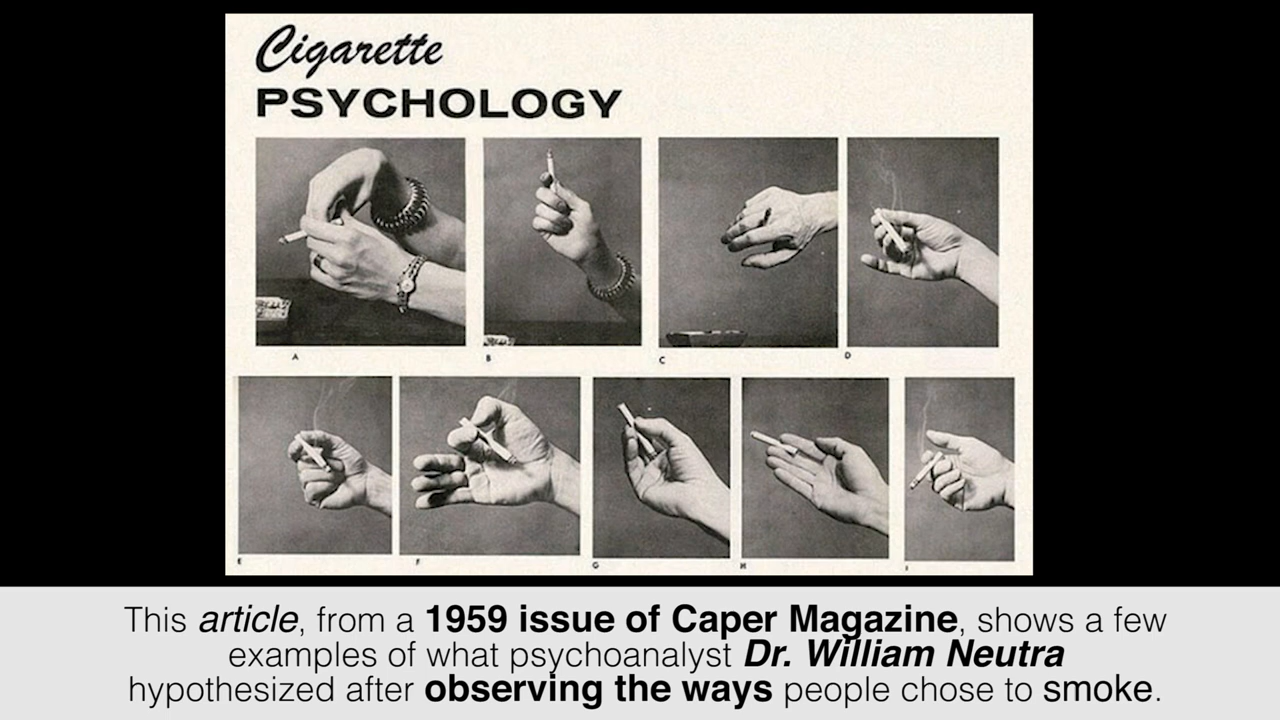 Cigarette
PSYCHOLOGY
A
B
C
D
E
F
G
H
I
This article, from a 1959 issue of Caper Magazine, shows a few
examples of what psychoanalyst Dr. William Neutra
hypothesized after observing the ways people chose to smoke.